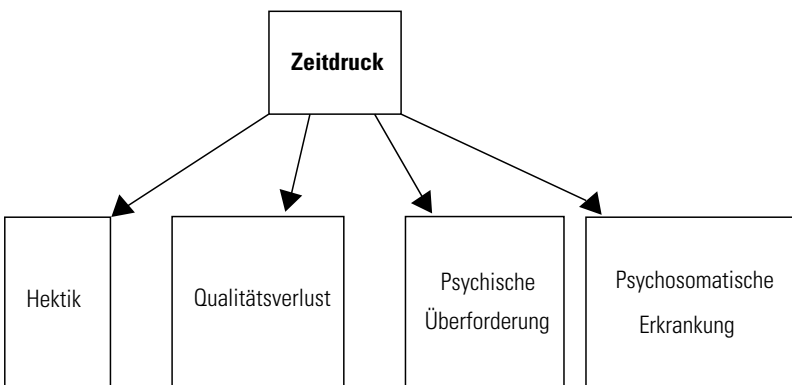 Zeitdruck
Hektik
Qualitätsverlust
Psychische
Überforderung
Psychosomatische
Erkrankung